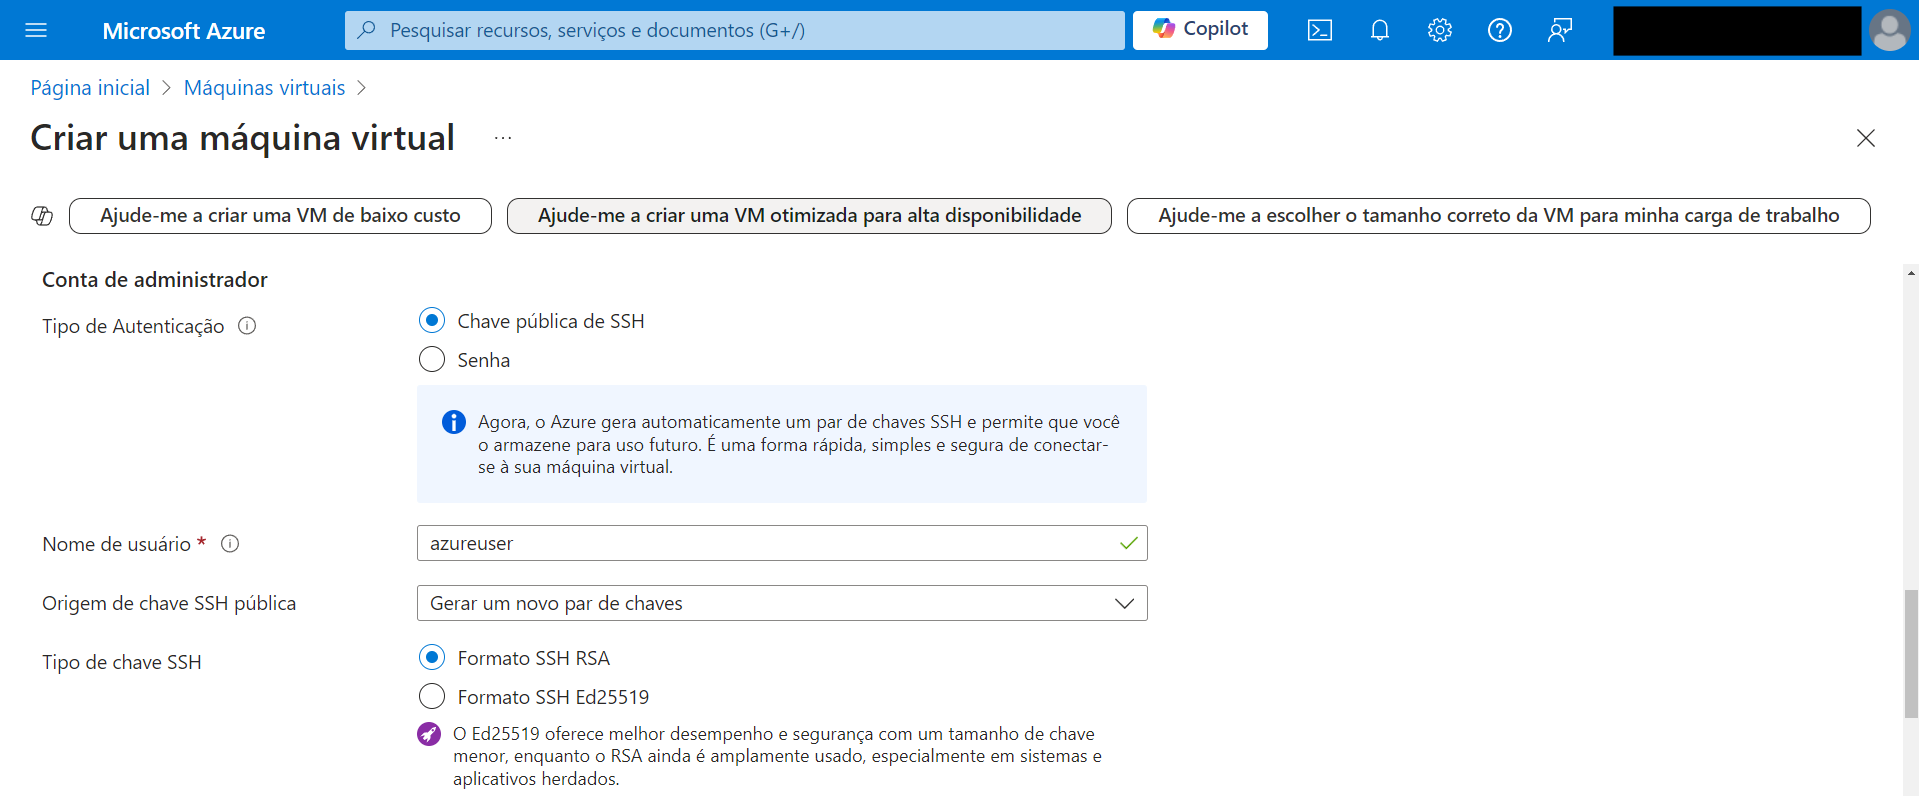 Microsoft Azure
Pesquisar recursos, serviços e documentos (G+/)
Copilot
Página inicial > Máquinas virtuais >
Criar uma máquina virtual ...
Ajude-me a criar uma VM de baixo custo
Ajude-me a criar uma VM otimizada para alta disponibilidade
Ajude-me a escolher o tamanho correto da VM para minha carga de trabalho
Conta de administrador
Tipo de Autenticação
Chave pública de SSH
Senha
Agora, o Azure gera automaticamente um par de chaves SSH e permite que você
o armazene para uso futuro. É uma forma rápida, simples e segura de conectar-
se à sua máquina virtual.
Nome de usuário *
azureuser
Origem de chave SSH pública
Gerar um novo par de chaves
Tipo de chave SSH
Formato SSH RSA
Formato SSH Ed25519
O Ed25519 oferece melhor desempenho e segurança com um tamanho de chave
menor, enquanto o RSA ainda é amplamente usado, especialmente em sistemas e
aplicativos herdados.